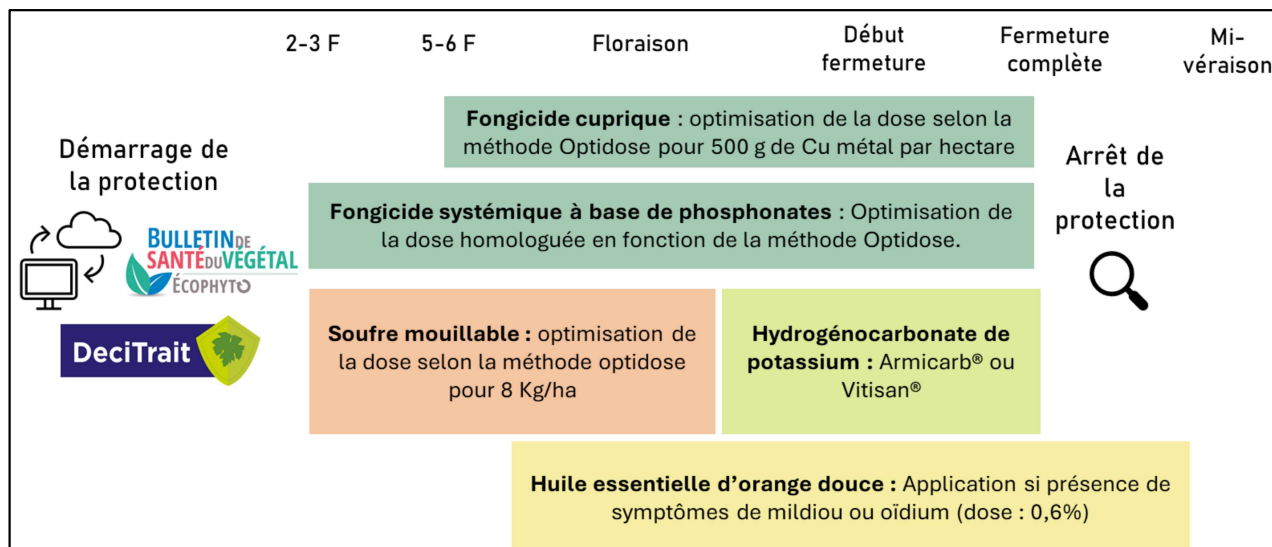 2-3 F
5-6 F
Floraison
Début
fermeture
Fermeture
complète
Mi-
véraison
Démarrage de
la protection
BULLETIN DE
SANTÉ DU VÉGÉTAL
ÉCOPHYTO
DeciTrait
Fongicide cuprique : optimisation de la dose selon la
méthode Optidose pour 500 g de Cu métal par hectare
Fongicide systémique à base de phosphonates : Optimisation de
la dose homologuée en fonction de la méthode Optidose.
Soufre mouillable : optimisation de
la dose selon la méthode optidose
pour 8 Kg/ha
Hydrogénocarbonate de
potassium : Armicarb® ou
Vitisan®
Huile essentielle d’orange douce : Application si présence de
symptômes de mildiou ou oïdium (dose : 0,6%)
Arrêt de
la
protection